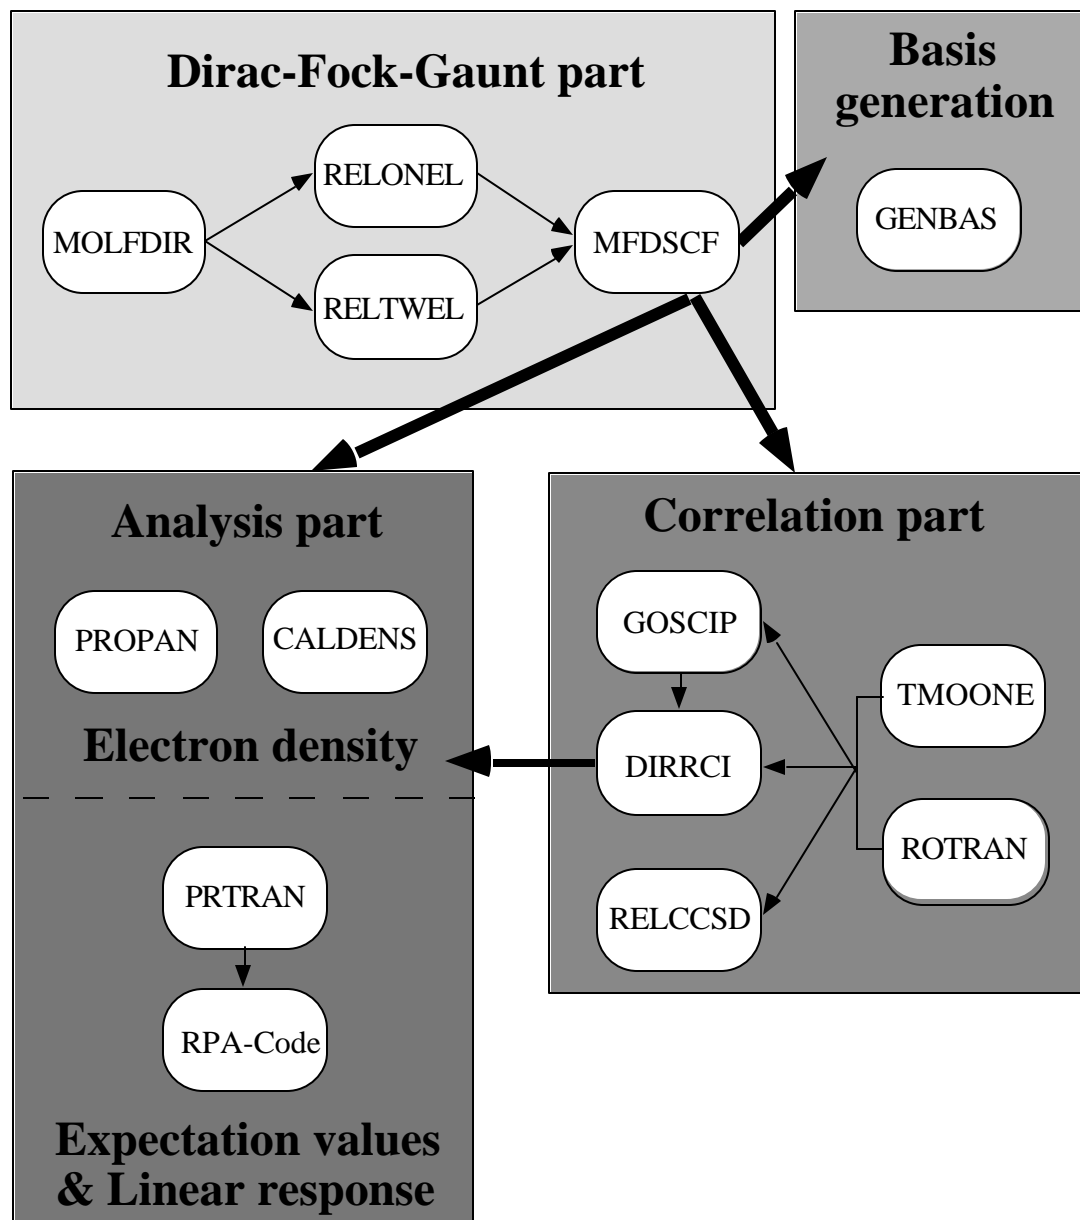 Dirac-Fock-Gaunt part
RELONEL
MOLFDIR
MFDSCF
RELTWEL
Basis
generation
GENBAS
Analysis part
PROPAN
CALDENS
Electron density
PRTRAN
RPA-Code
Expectation values
& Linear response
Correlation part
GOSCIP
TMOONE
DIRRCI
ROTRAN
RELCCSD